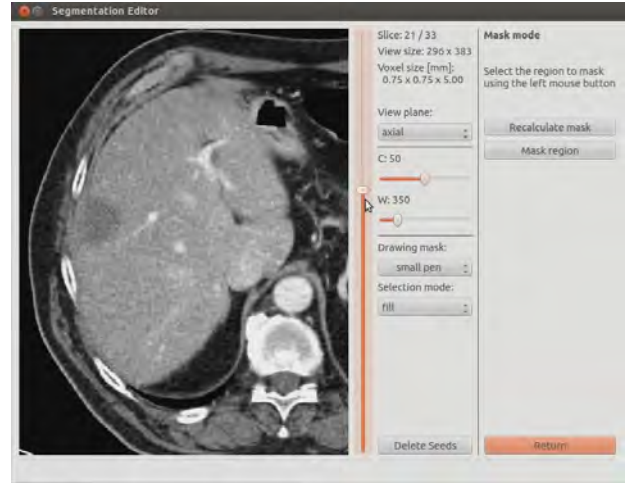 Segmentation Editor
Slice: 21 / 33
View size: 296 x 383
Voxel size [mm]:
0.75 x 0.75 x 5.00
View plane:
axial
C: 50
W: 350
Drawing mask:
small pen
Selection mode:
fill
Delete Seeds
Mask mode
Select the region to mask
using the left mouse button
Recalculate mask
Mask region
Return